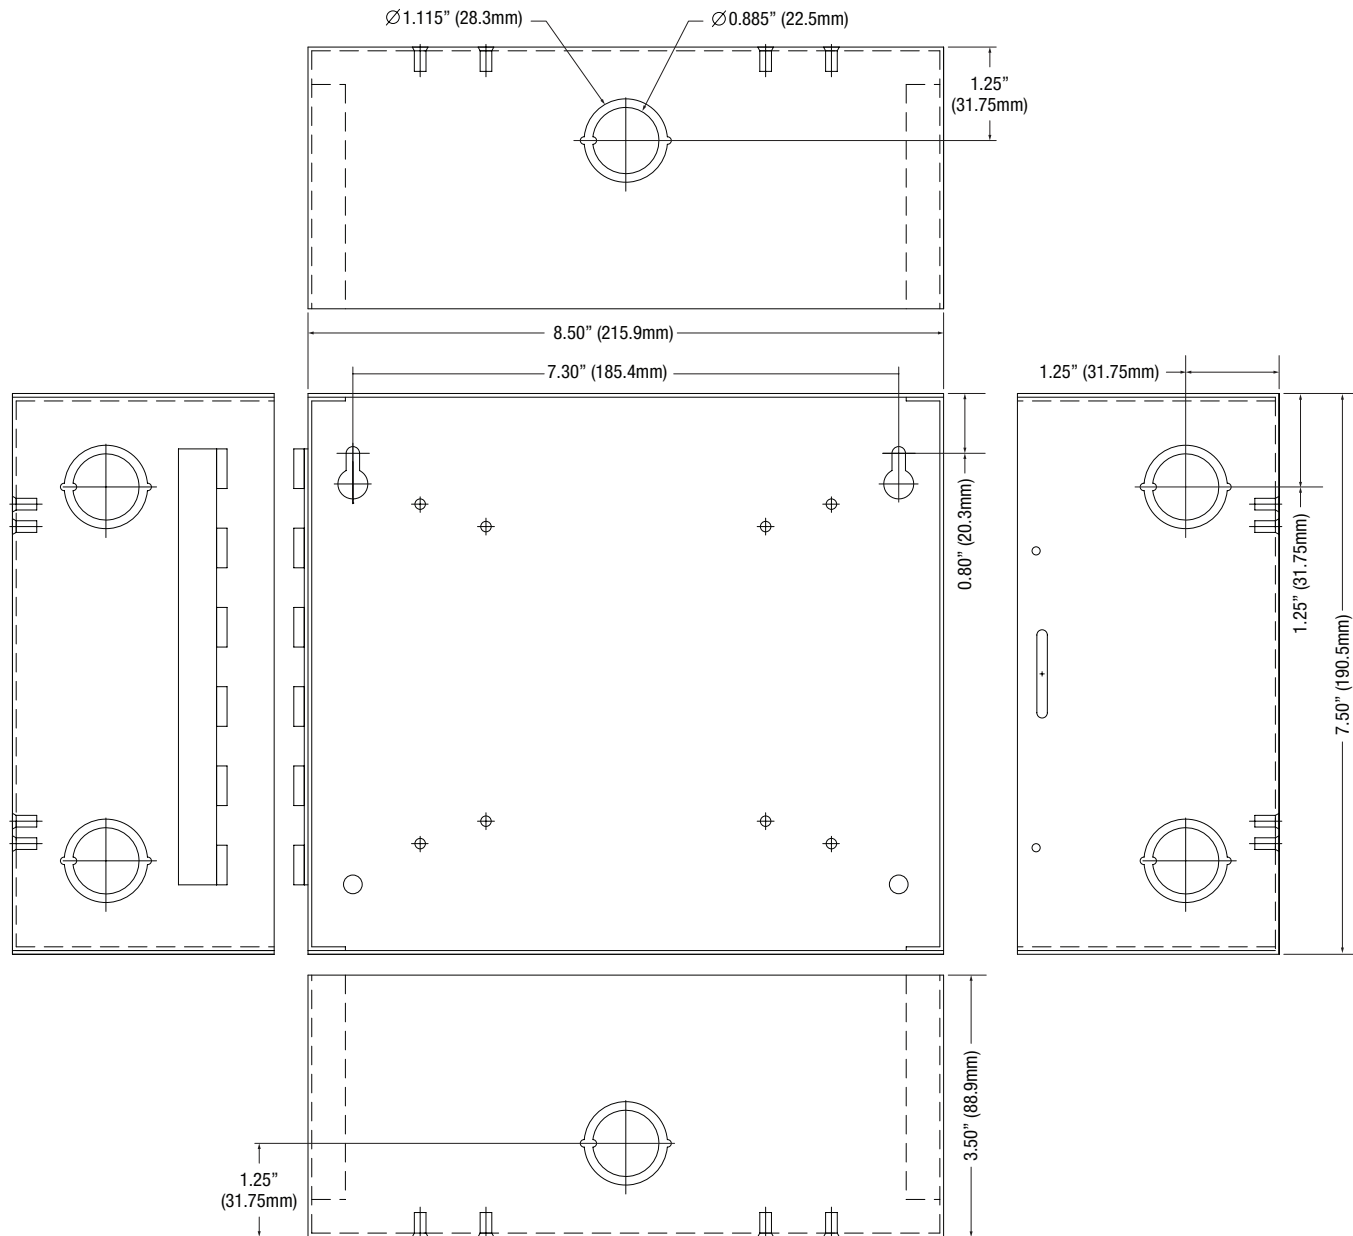 ∅1.115” (28.3mm)
∅0.885” (22.5mm)
1.25”
(31.75mm)
8.50” (215.9mm)
7.30” (185.4mm)
1.25” (31.75mm)
0.80” (20.3mm)
1.25” (31.75mm)
7.50” (190.5mm)
3.50” (88.9mm)
1.25”
(31.75mm)